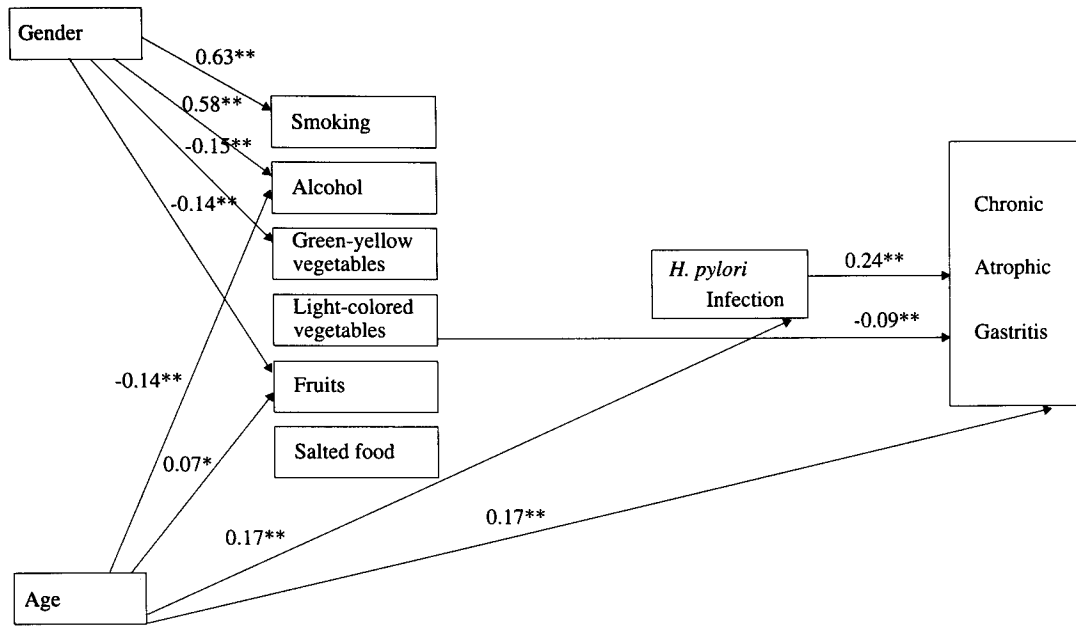 Gender
0.63**
0.58**
-0.15**
-0.14**
Smoking
Alcohol
Green-yellow
vegetables
Light-colored
vegetables
Fruits
Salted food
-0.14**
0.07*
0.17**
0.17**
Age
H. pylori
Infection
0.24**
-0.09**
Chronic
Atrophic
Gastritis